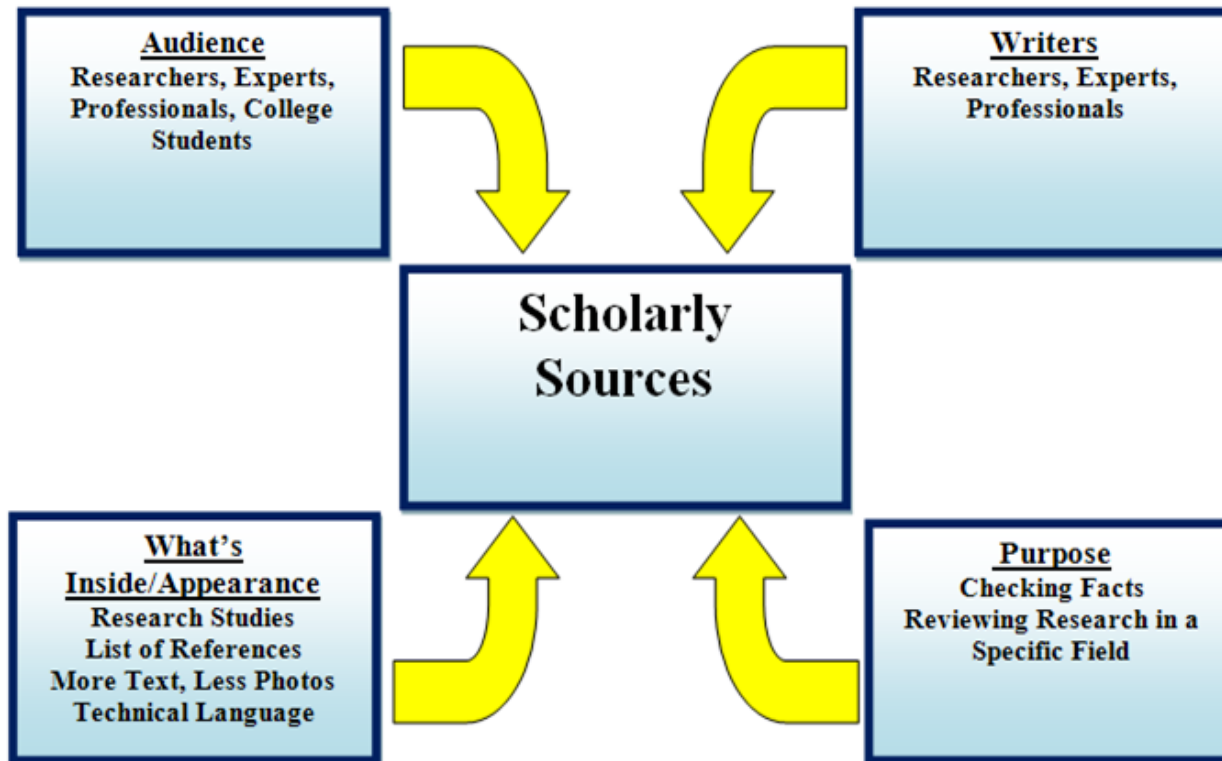 Audience
Researchers, Experts,
Professionals, College
Students
Writers
Researchers, Experts,
Professionals
Scholarly
Sources
What’s
Inside/Appearance
Research Studies
List of References
More Text, Less Photos
Technical Language
Purpose
Checking Facts
Reviewing Research in a
Specific Field